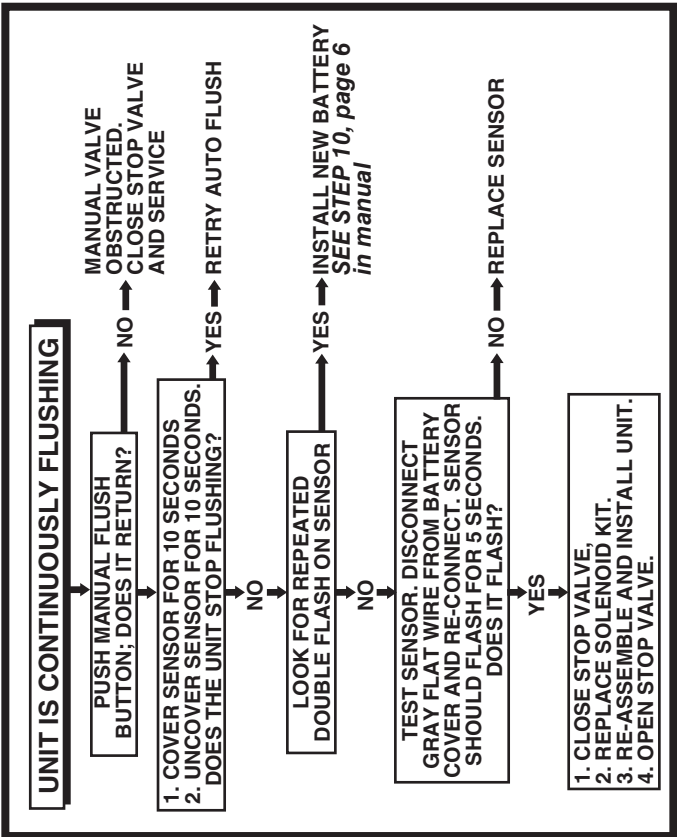 UNIT IS CONTINUOUSLY FLUSHING
PUSH MANUAL FLUSH
BUTTON; DOES IT RETURN?
NO
MANUAL VALVE
OBSTRUCTED.
CLOSE STOP VALVE
AND SERVICE
1. COVER SENSOR FOR 10 SECONDS
2. UNCOVER SENSOR FOR 10 SECONDS.
DOES THE UNIT STOP FLUSHING?
YES
RETRY AUTO FLUSH
NO
LOOK FOR REPEATED
DOUBLE FLASH ON SENSOR
YES
INSTALL NEW BATTERY
SEE STEP 10, page 6
in manual
NO
TEST SENSOR. DISCONNECT
GRAY FLAT WIRE FROM BATTERY
COVER AND RE-CONNECT. SENSOR
SHOULD FLASH FOR 5 SECONDS.
DOES IT FLASH?
NO
REPLACE SENSOR
YES
1. CLOSE STOP VALVE,
2. REPLACE SOLENOID KIT.
3. RE-ASSEMBLE AND INSTALL UNIT.
4. OPEN STOP VALVE.